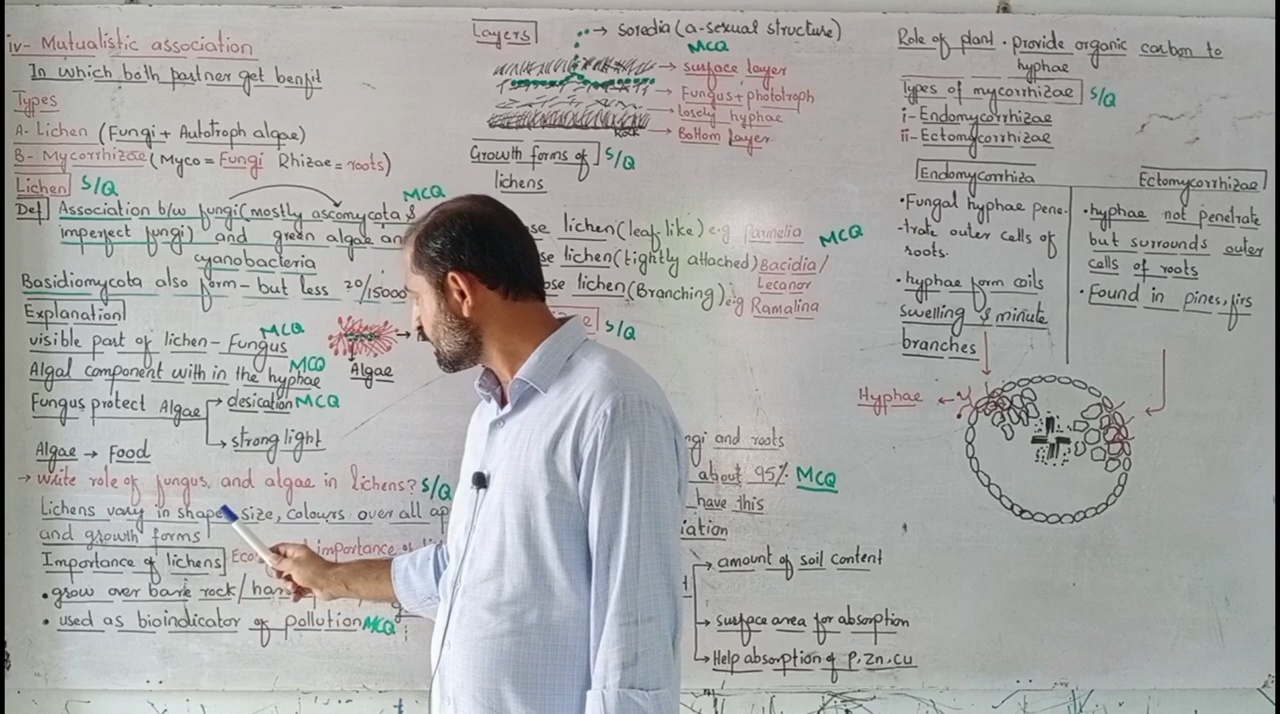 iv- Mutualistic association
In which both partner get benfit
Types
A- Lichen (Fungi + Autotroph algae)
B- Mycorrhizae (Myco = Fungi Rhizae = roots)
Lichen S/Q
MCQ
Def Association b/w fungi (mostly ascomycota &
imperfect fungi) and green algae an
cyanobacteria
Basidiomycota also form - but less 20/15000
Explanation
visible part of lichen - Fungus MCQ
Algal component with in the hyphae MCQ
Algae
Fungus protect Algae → desication MCQ
→ strong light
Algae → Food
→ write role of fungus and algae in lichens? S/Q
Lichens vary in shape, size, colours over all ap
and growth forms
Importance of lichens
importance of
• grow over bare rock/
• used as bioindicator of pollution MCQ
Layers
→ soredia (a-sexual structure)
MCQ
→ surface layer
→ Fungus + phototroph
→ losely hyphae
Rock
→ Bottom layer
Growth forms of S/Q
lichens
se lichen (leaf like) e.g Parmelia
MCQ
se lichen (tightly attached) Bacidia/
Lecanor
ose lichen (Branching) e.g Ramalina
e S/Q
ngi and roots
about 95% MCQ
have this
iation
→ amount of soil content
→ surface area for absorption
→ Help absorption of P, Zn, Cu
Role of plant • provide organic carbon to
hyphae
Types of mycorrhizae S/Q
i- Endomycorrhizae
ii- Ectomycorrhizae
Endomycorrhiza
• Fungal hyphae pene-
-trate outer cells of
roots.
• hyphae form coils
swelling & minute
branches
Ectomycorrhizae
• hyphae not penetrate
but surrounds outer
cells of roots
• Found in pines, firs
Hyphae